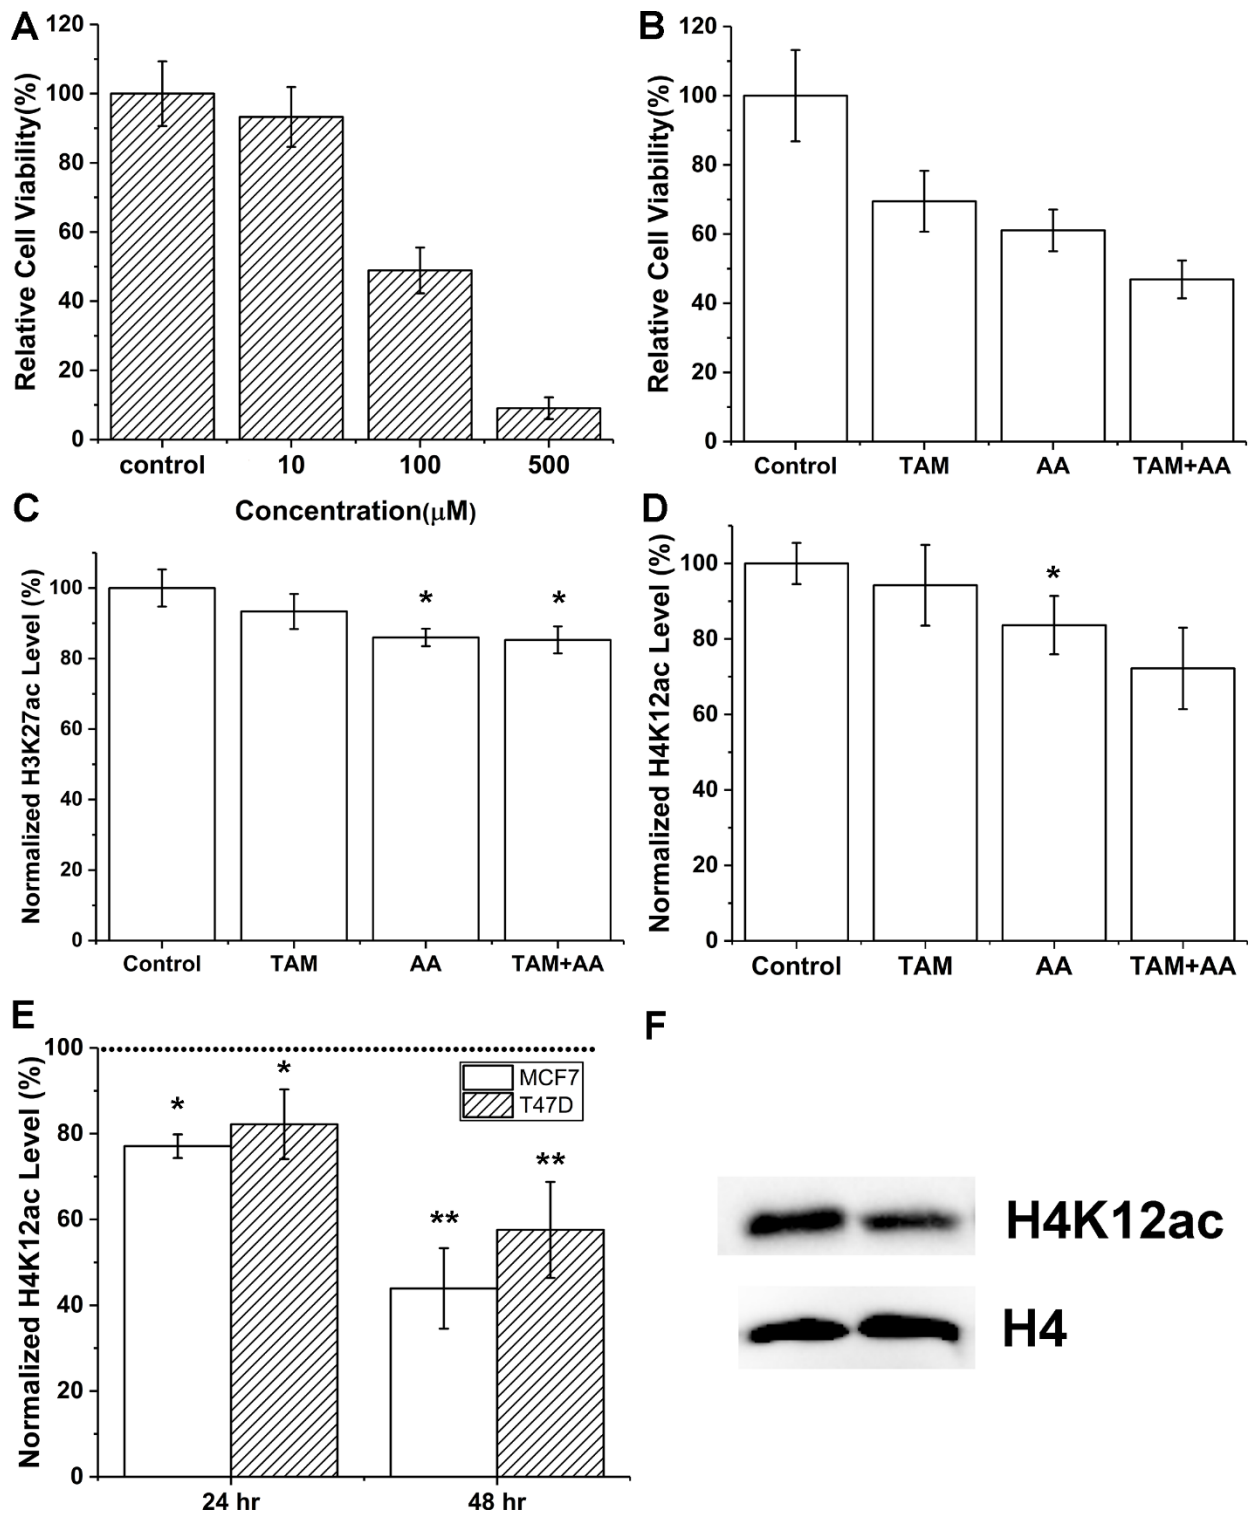 A
Relative Cell Viability(%)
120
100
80
60
40
20
0
control 10 100 500
Concentration(μM)
B
Relative Cell Viability(%)
120
100
80
60
40
20
0
Control TAM AA TAM+AA
C
Normalized H3K27ac Level (%)
100
80
60
40
20
0
* *
Control TAM AA TAM+AA
D
Normalized H4K12ac Level (%)
100
80
60
40
20
0
*
Control TAM AA TAM+AA
E
Normalized H4K12ac Level (%)
100
80
60
40
20
0
MCF7
T47D
* * ** **
24 hr 48 hr
F
H4K12ac
H4